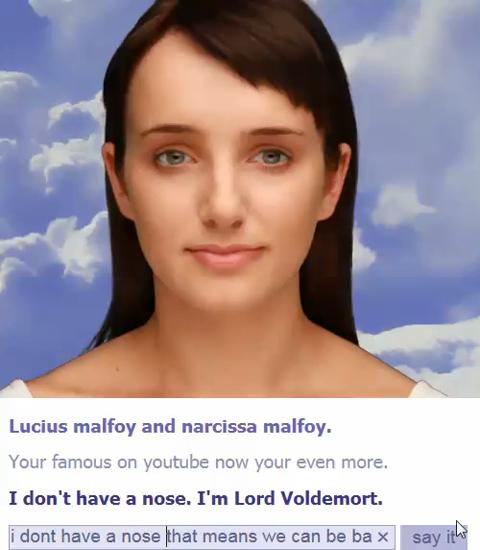 Lucius malfoy and narcissa malfoy.
Your famous on youtube now your even more.
I don't have a nose. I'm Lord Voldemort.
i dont have a nose that means we can be ba × say it